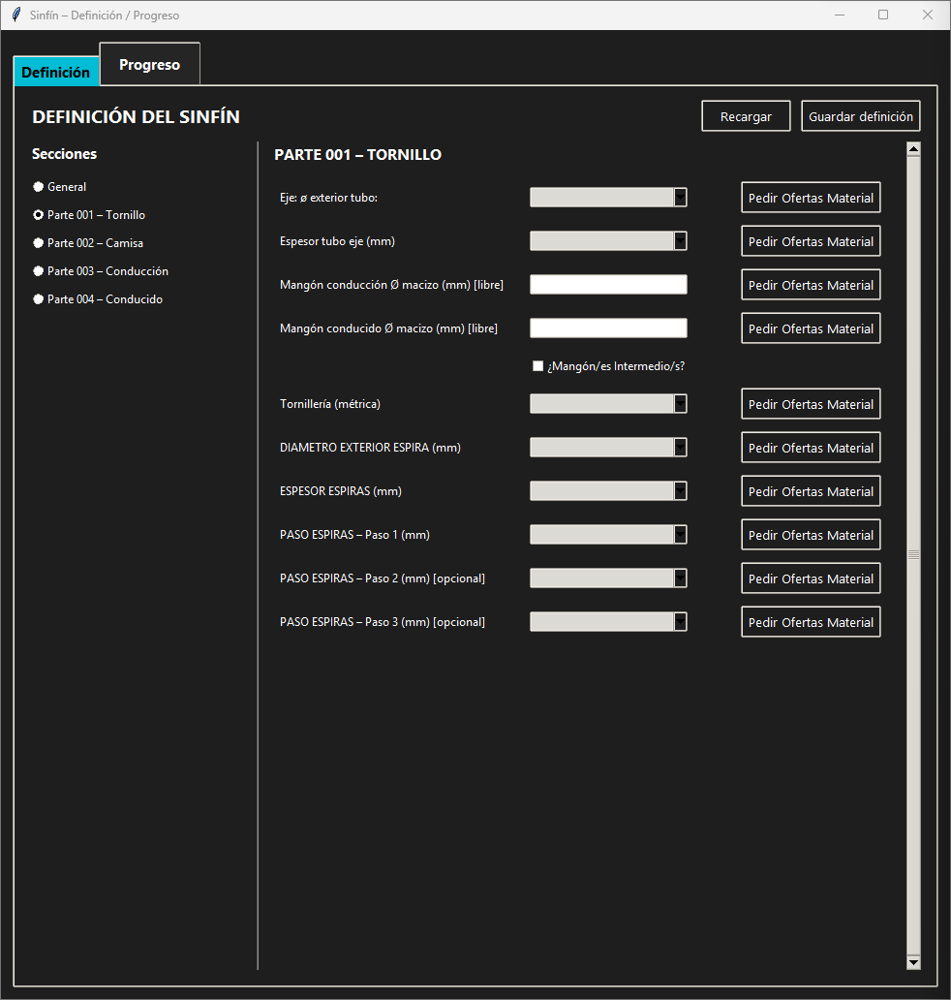 Sinfín – Definición / Progreso
Definición
Progreso
DEFINICIÓN DEL SINFÍN
Recargar
Guardar definición
Secciones
General
Parte 001 – Tornillo
Parte 002 – Camisa
Parte 003 – Conducción
Parte 004 – Conducido
PARTE 001 – TORNILLO
Eje: ø exterior tubo:
Pedir Ofertas Material
Espesor tubo eje (mm)
Pedir Ofertas Material
Mangón conducción Ø macizo (mm) [libre]
Pedir Ofertas Material
Mangón conducido Ø macizo (mm) [libre]
Pedir Ofertas Material
¿Mangón/es Intermedio/s?
Tornillería (métrica)
Pedir Ofertas Material
DIAMETRO EXTERIOR ESPIRA (mm)
Pedir Ofertas Material
ESPESOR ESPIRAS (mm)
Pedir Ofertas Material
PASO ESPIRAS – Paso 1 (mm)
Pedir Ofertas Material
PASO ESPIRAS – Paso 2 (mm) [opcional]
Pedir Ofertas Material
PASO ESPIRAS – Paso 3 (mm) [opcional]
Pedir Ofertas Material